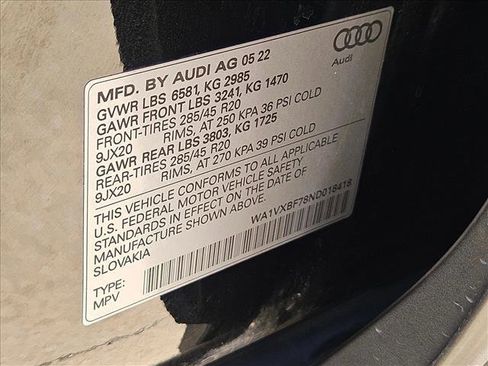 MFD. BY AUDI AG 05 22
GVWR LBS 6581, KG 2985
GAWR FRONT LBS 3241, KG 1470
FRONT-TIRES 285/45 R20
9JX20 RIMS, AT 250 KPA 36 PSI COLD
GAWR REAR LBS 3803, KG 1725
REAR-TIRES 285/45 R20
9JX20 RIMS, AT 270 KPA 39 PSI COLD
THIS VEHICLE CONFORMS TO ALL APPLICABLE
U.S. FEDERAL MOTOR VEHICLE SAFETY
STANDARDS IN EFFECT ON THE DATE OF
MANUFACTURE SHOWN ABOVE.
SLOVAKIA
WA1VXBF78ND016418
TYPE:
MPV
Audi